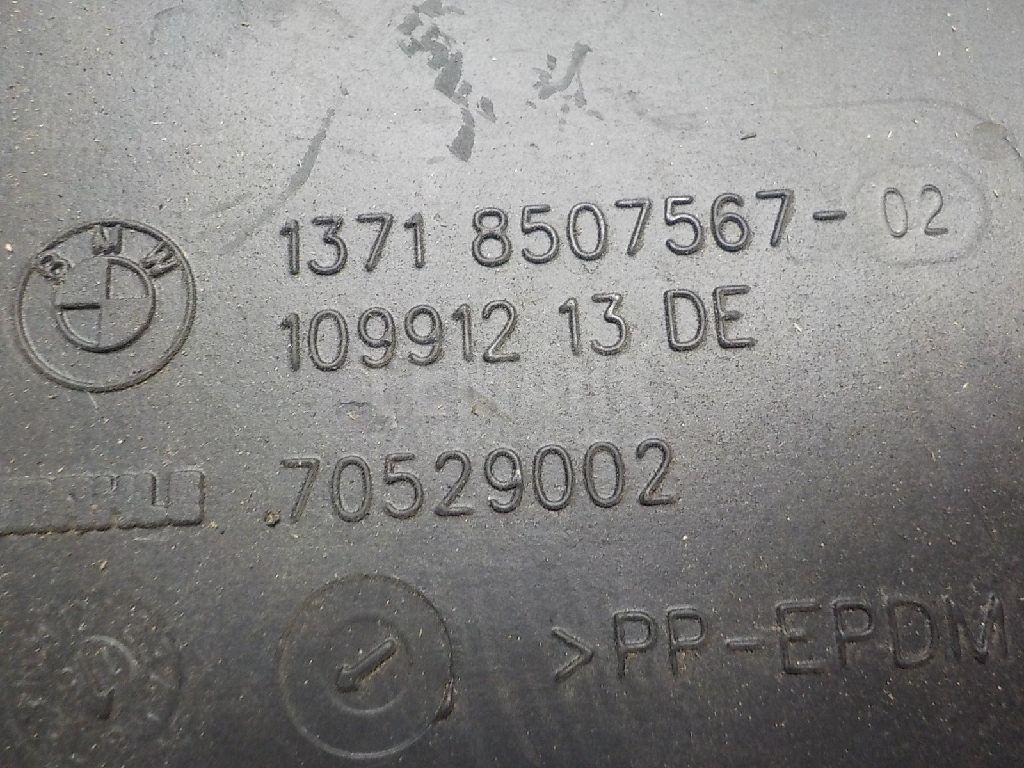 BMW
1371 8507567-02
109912 13 DE
.70529002
>PP-EPDM